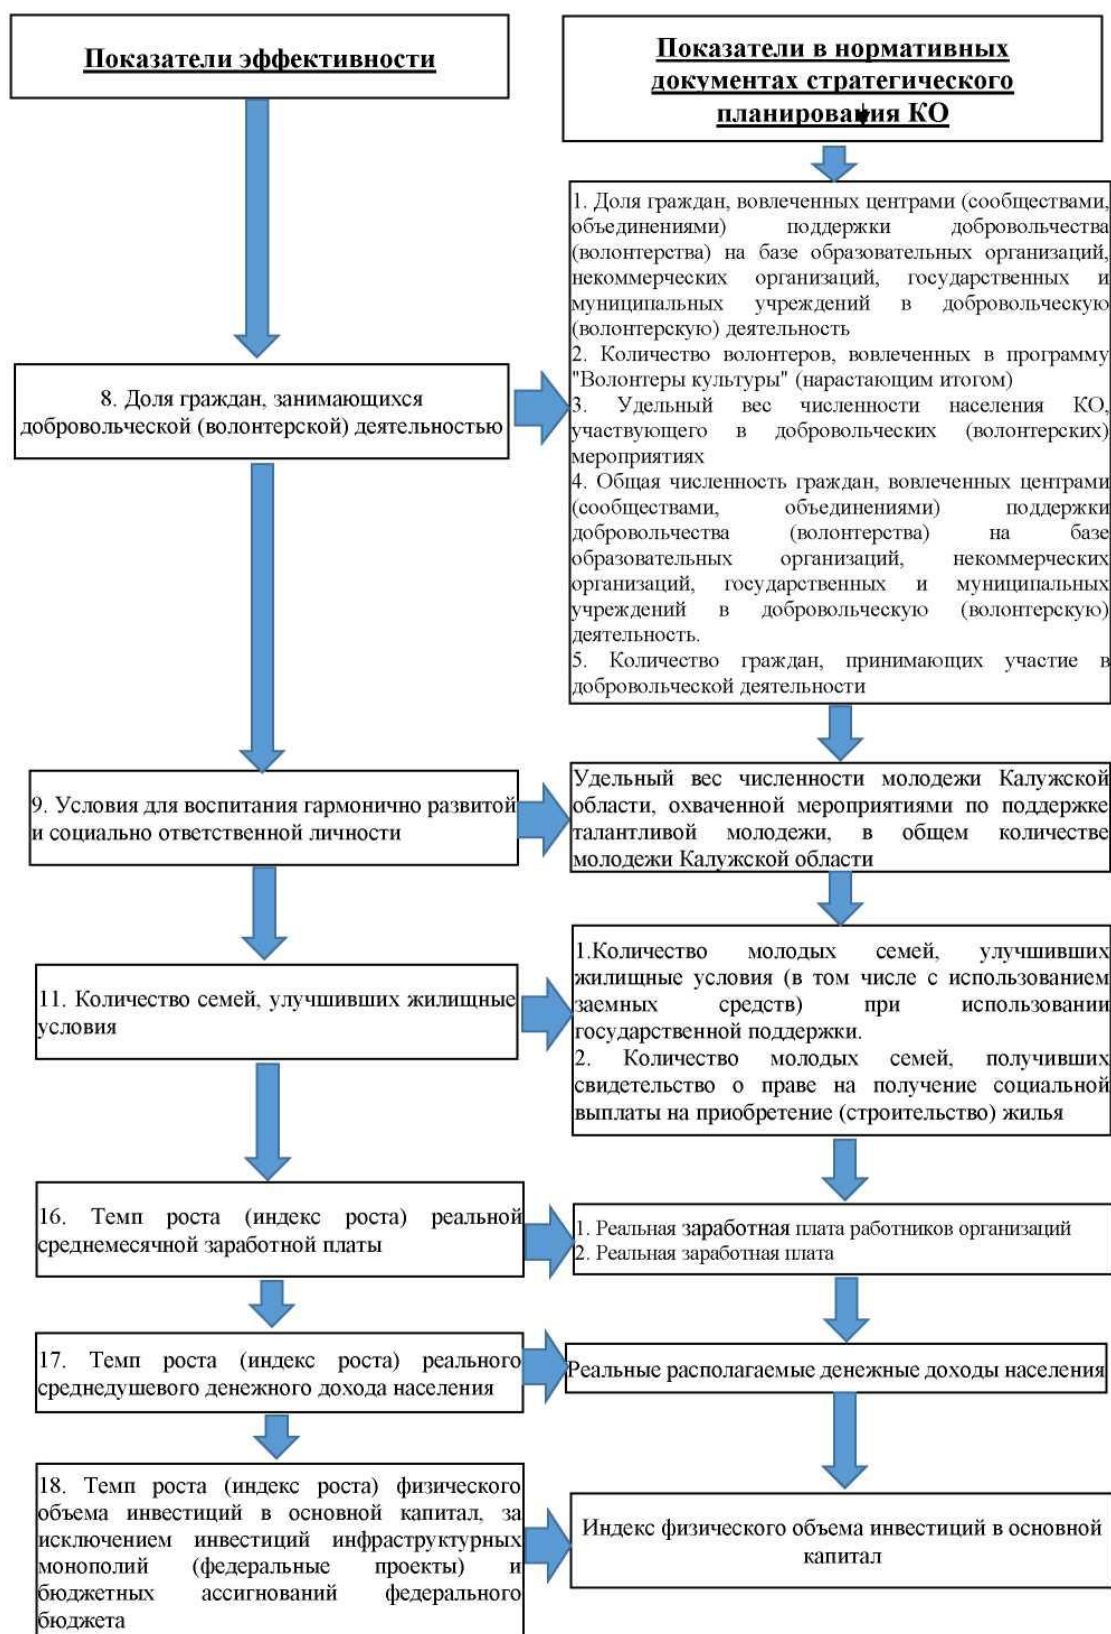 Показатели эффективности
Показатели в нормативных
документах стратегического
планирования КО
1. Доля граждан, вовлеченных центрами (сообществами,
объединениями) поддержки добровольчества
(волонтерства) на базе образовательных организаций,
некоммерческих организаций, государственных и
муниципальных учреждений в добровольческую
(волонтерскую) деятельность
2. Количество волонтеров, вовлеченных в программу
"Волонтеры культуры" (нарастающим итогом)
3. Удельный вес численности населения КО,
участвующего в добровольческих (волонтерских)
мероприятиях
4. Общая численность граждан, вовлеченных центрами
(сообществами, объединениями) поддержки
добровольчества (волонтерства) на базе
образовательных организаций, некоммерческих
организаций, государственных и муниципальных
учреждений в добровольческую (волонтерскую)
деятельность.
5. Количество граждан, принимающих участие в
добровольческой деятельности
8. Доля граждан, занимающихся
добровольческой (волонтерской) деятельностью
9. Условия для воспитания гармонично развитой
и социально ответственной личности
Удельный вес численности молодежи Калужской
области, охваченной мероприятиями по поддержке
талантливой молодежи, в общем количестве
молодежи Калужской области
11. Количество семей, улучшивших жилищные
условия
1.Количество молодых семей, улучшивших
жилищные условия (в том числе с использованием
заемных средств) при использовании
государственной поддержки.
2. Количество молодых семей, получивших
свидетельство о праве на получение социальной
выплаты на приобретение (строительство) жилья
16. Темп роста (индекс роста) реальной
среднемесячной заработной платы
1. Реальная заработная плата работников организаций
2. Реальная заработная плата
17. Темп роста (индекс роста) реального
среднедушевого денежного дохода населения
Реальные располагаемые денежные доходы населения
18. Темп роста (индекс роста) физического
объема инвестиций в основной капитал, за
исключением инвестиций инфраструктурных
монополий (федеральные проекты) и
бюджетных ассигнований федерального
бюджета
Индекс физического объема инвестиций в основной
капитал